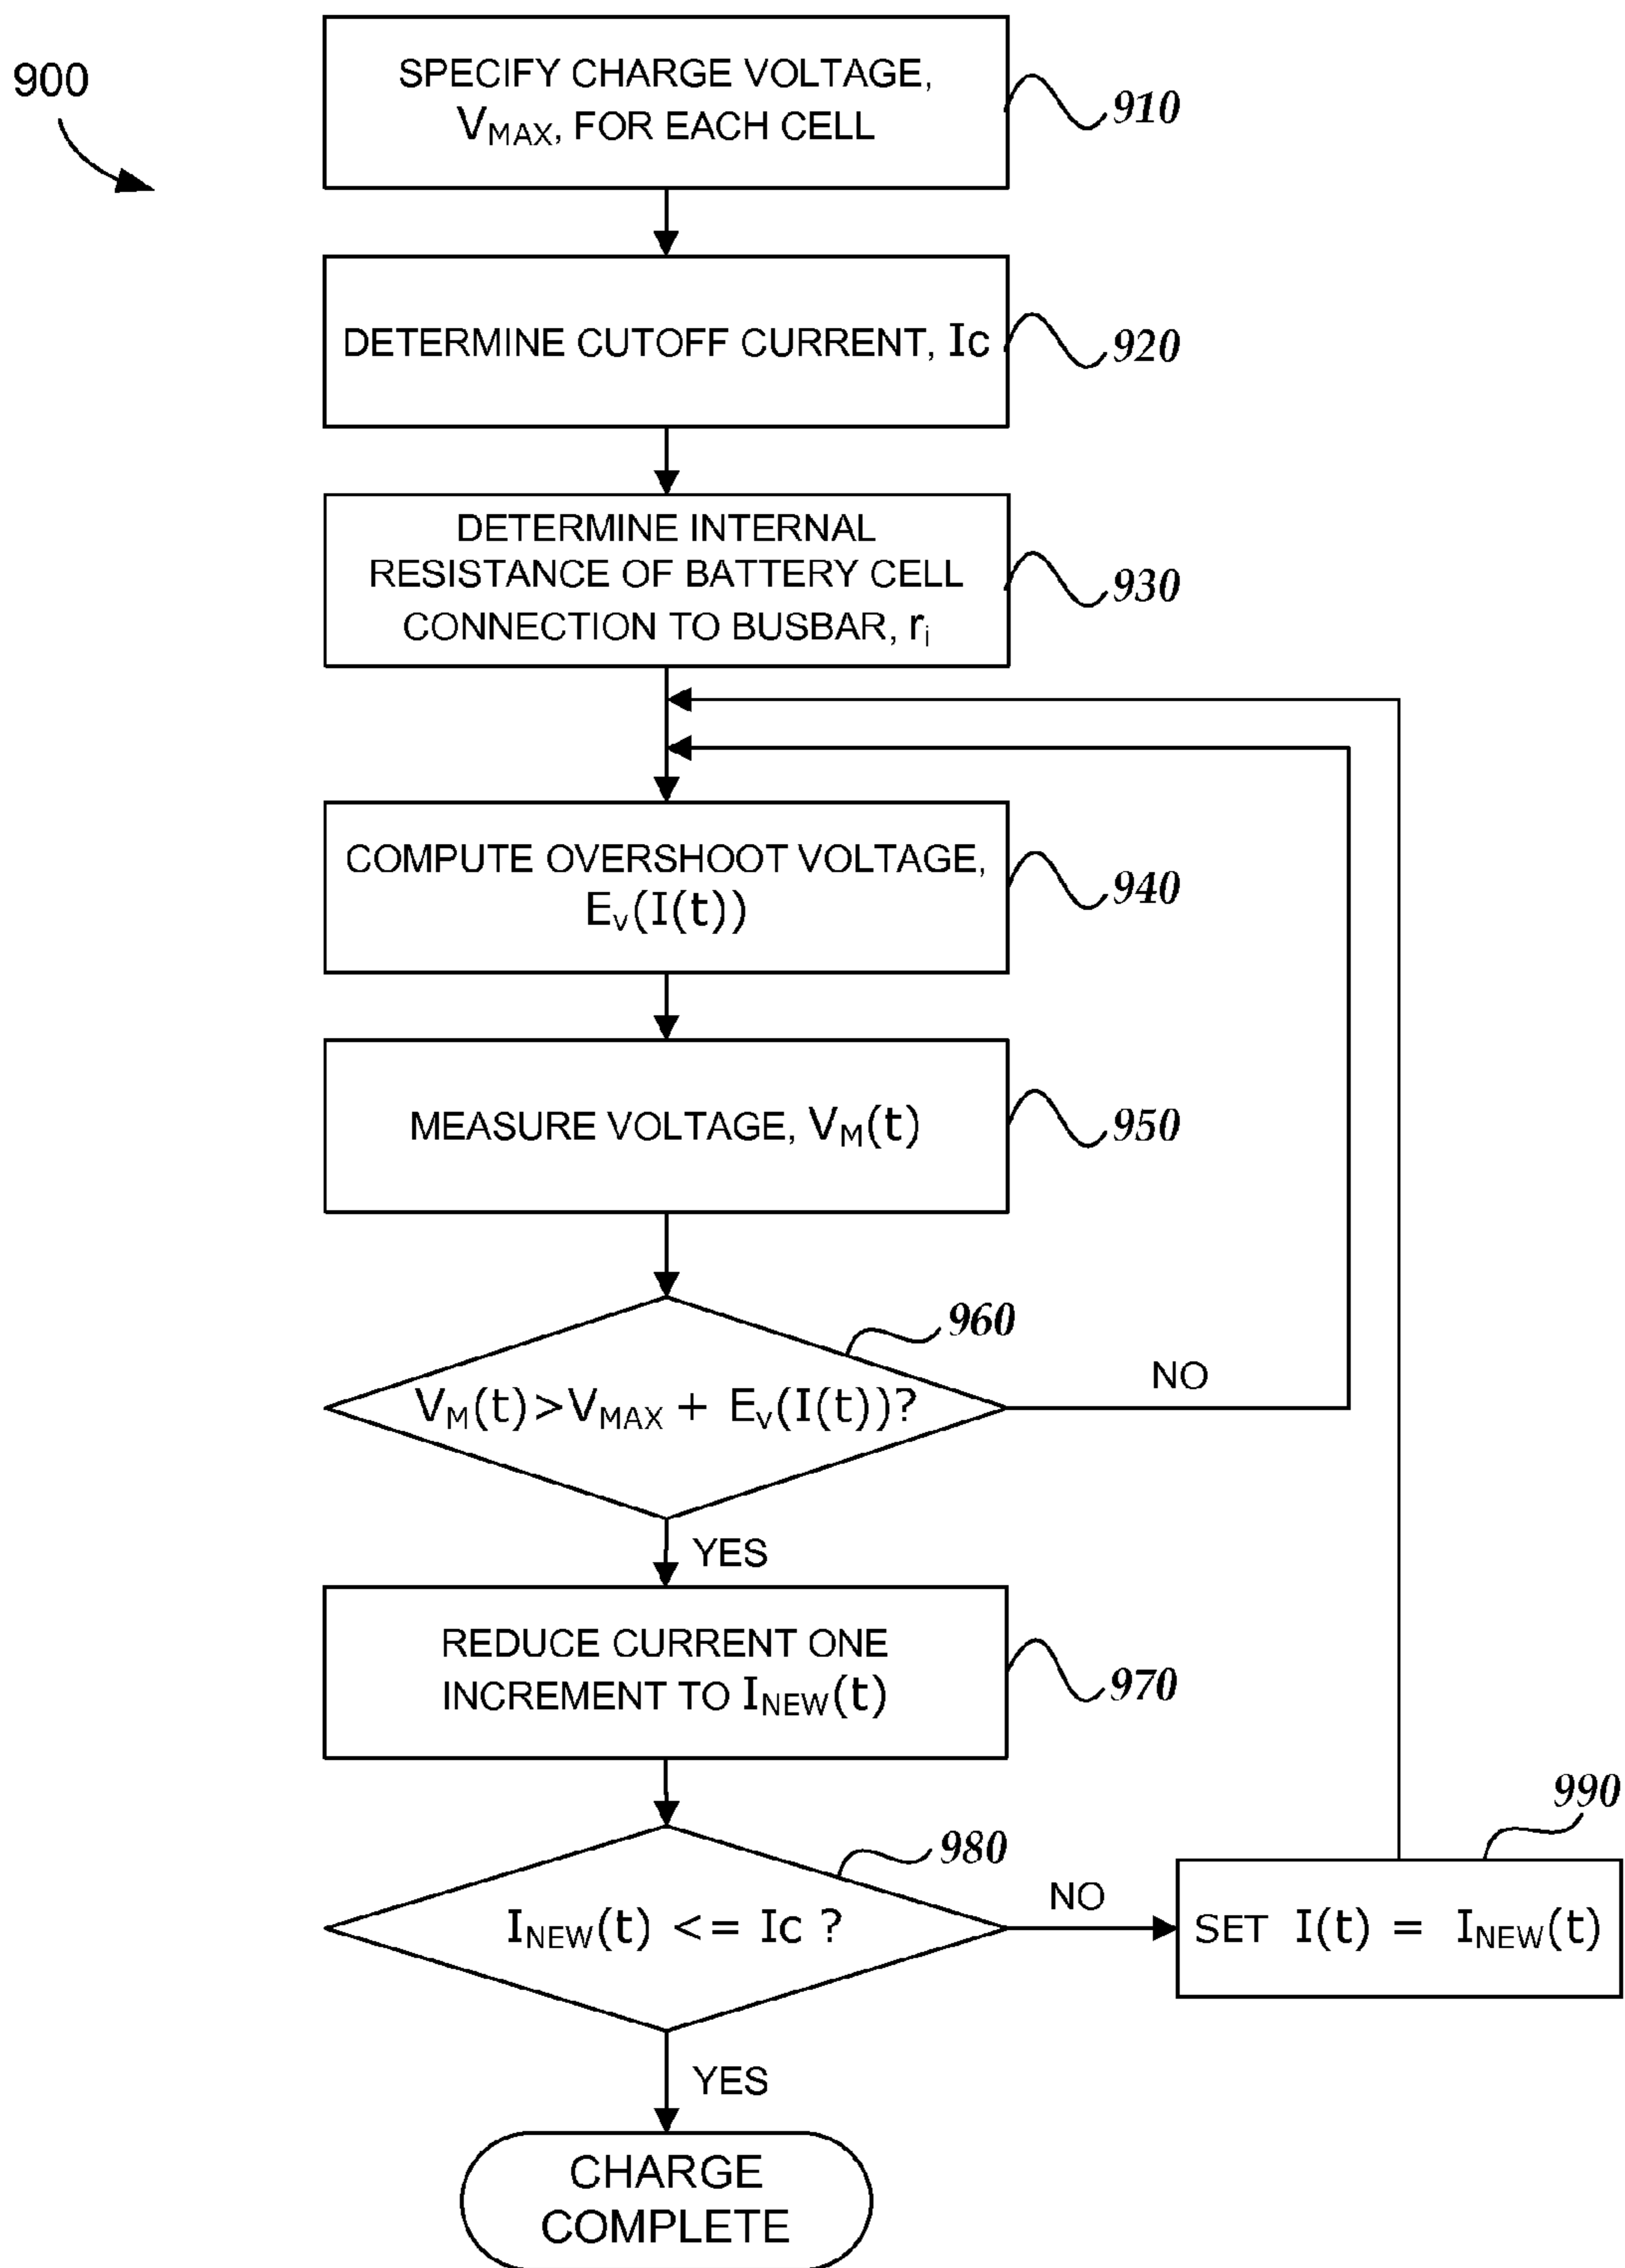 900
SPECIFY CHARGE VOLTAGE,
VMAX, FOR EACH CELL
910
DETERMINE CUTOFF CURRENT, Ic
920
DETERMINE INTERNAL
RESISTANCE OF BATTERY CELL
CONNECTION TO BUSBAR, ri
930
COMPUTE OVERSHOOT VOLTAGE,
Ev(I(t))
940
MEASURE VOLTAGE, VM(t)
950
960
VM(t)>VMAX + Ev(I(t))?
NO
YES
REDUCE CURRENT ONE
INCREMENT TO INEW(t)
970
980
INEW(t) <= Ic ?
NO
990
SET I(t) = INEW(t)
YES
CHARGE
COMPLETE